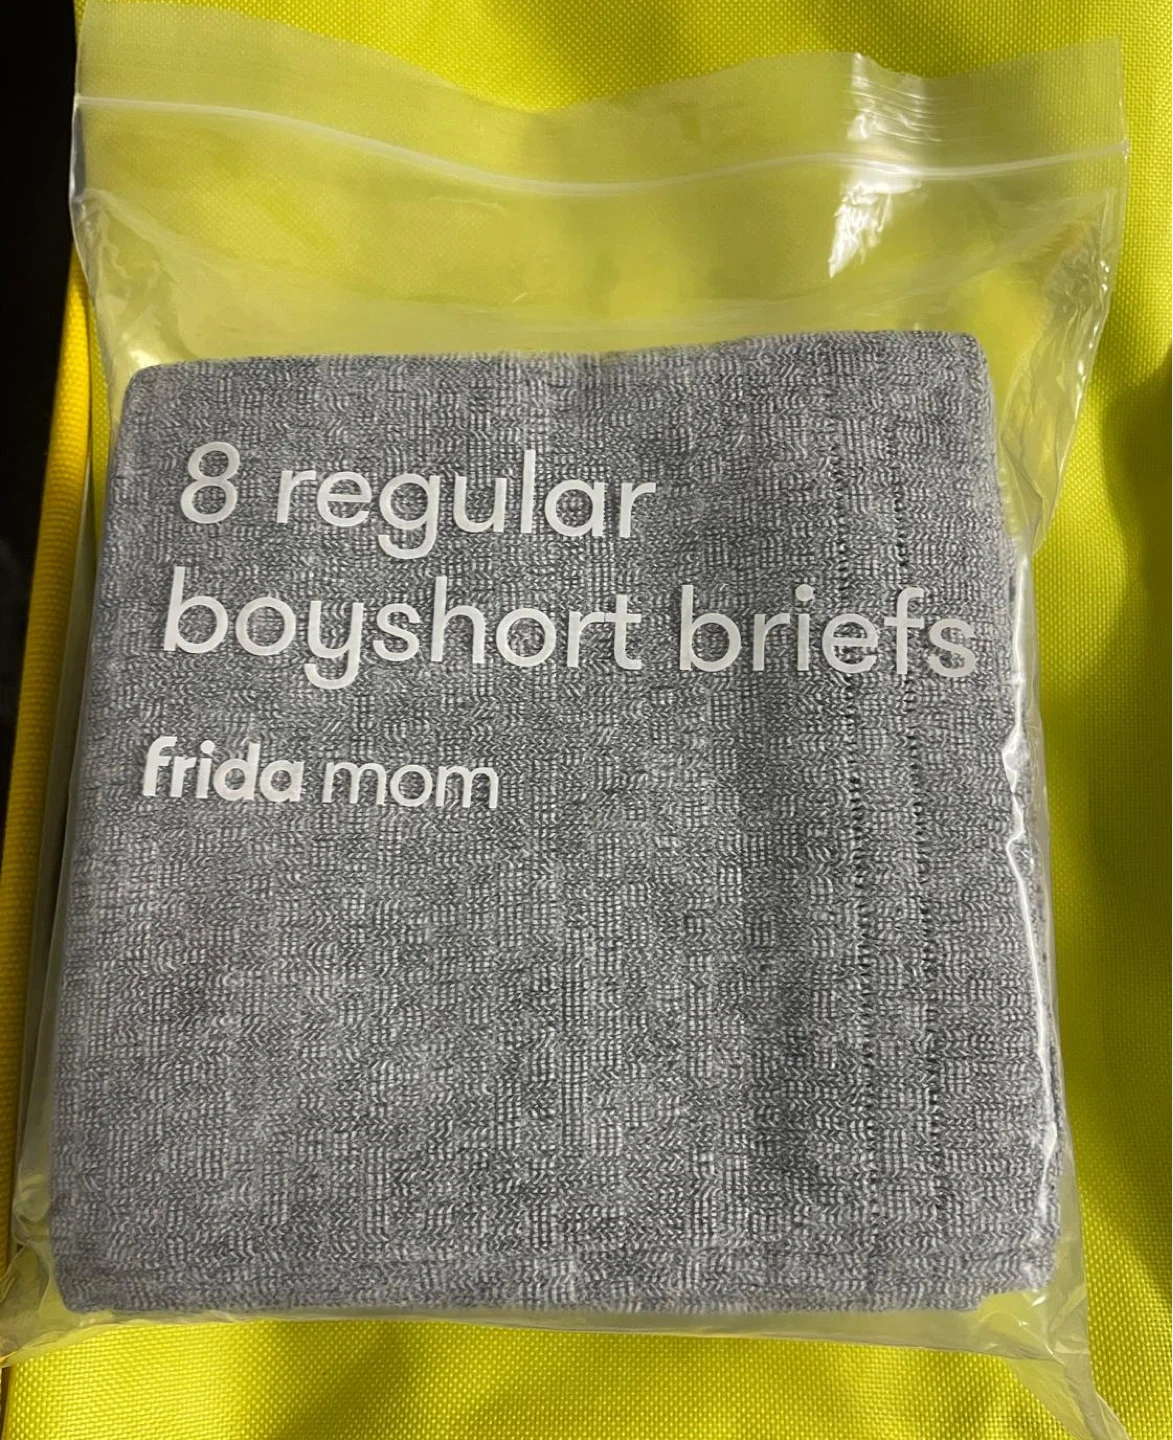 8 regular
boyshort briefs
frida mom